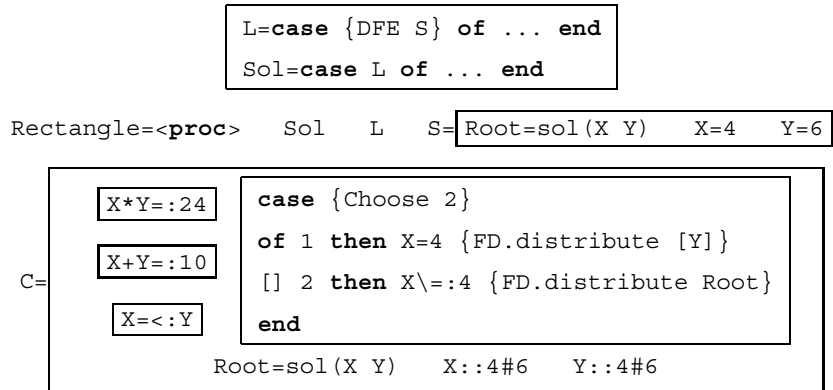 L=case {DFE S} of ... end
Sol=case L of ... end
Rectangle=<proc> Sol L S= Root=sol(X Y) X=4 Y=6
C=
X*Y=:24
X+Y=:10
X=<:Y
case {Choose 2}
of 1 then X=4 {FD.distribute [Y]}
[] 2 then X\=:4 {FD.distribute Root}
end
Root=sol(X Y) X::4#6 Y::4#6